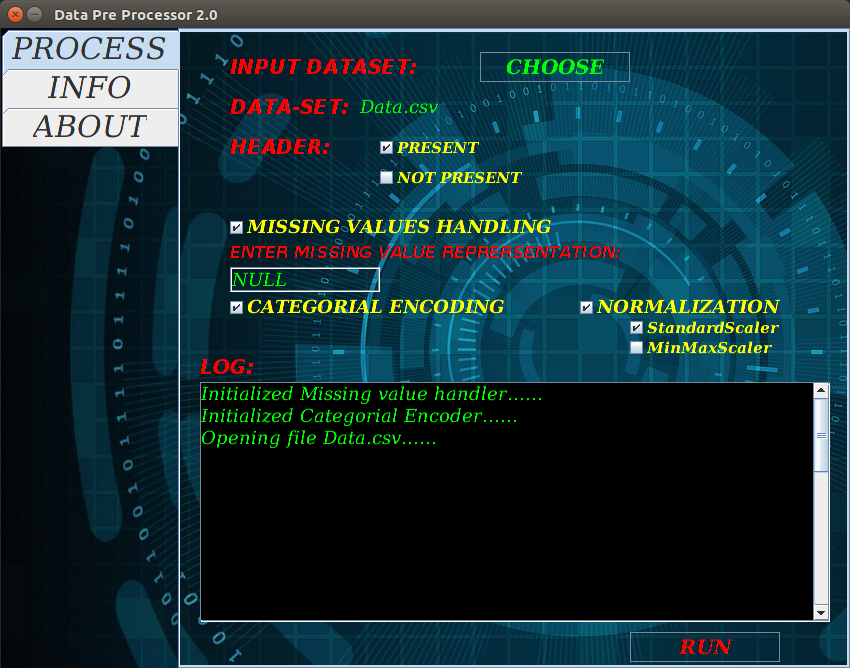 Data Pre Processor 2.0
PROCESS
INFO
ABOUT
INPUT DATASET: CHOOSE
DATA-SET: Data.csv
HEADER: PRESENT
NOT PRESENT
MISSING VALUES HANDLING
ENTER MISSING VALUE REPRERSENTATION:
NULL
CATEGORIAL ENCODING NORMALIZATION
StandardScaler
MinMaxScaler
LOG:
Initialized Missing value handler......
Initialized Categorial Encoder......
Opening file Data.csv......
RUN